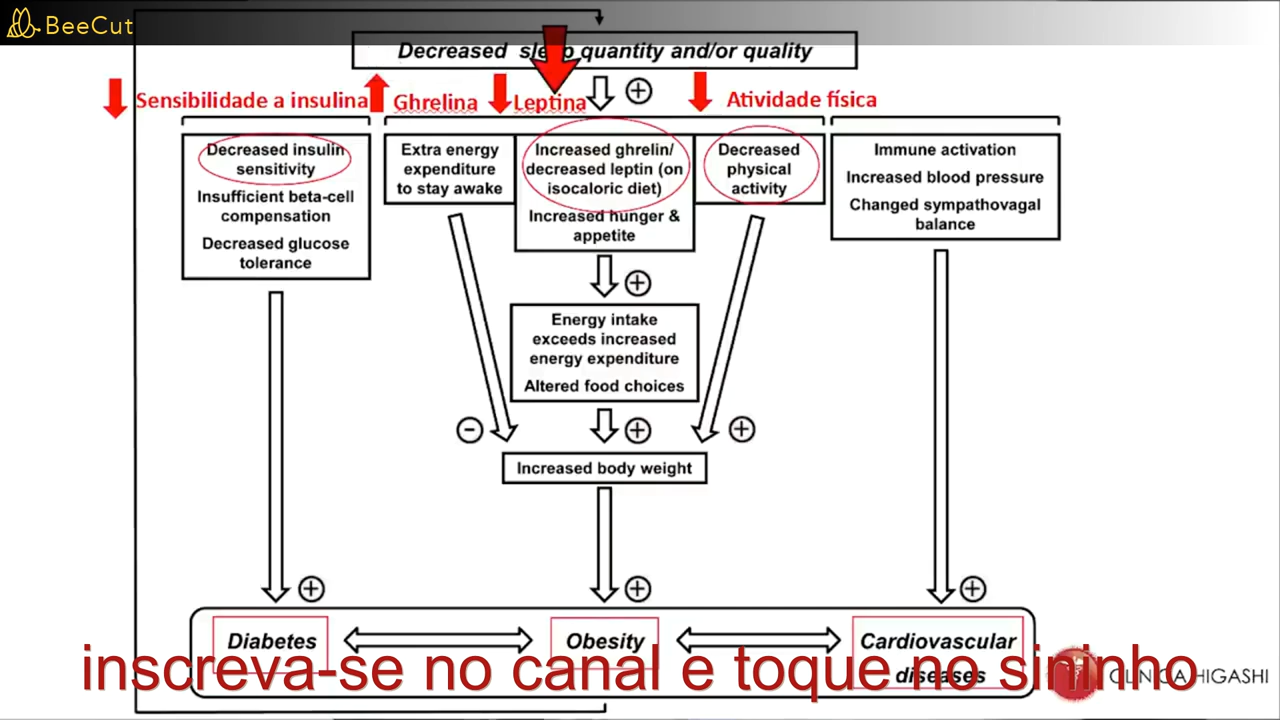 BeeCut
Decreased sleep quantity and/or quality
Sensibilidade a insulina
Ghrelina
Leptina
Atividade física
Decreased insulin
sensitivity
Insufficient beta-cell
compensation
Decreased glucose
tolerance
Extra energy
expenditure
to stay awake
Increased ghrelin/
decreased leptin (on
isocaloric diet)
Increased hunger &
appetite
Decreased
physical
activity
Immune activation
Increased blood pressure
Changed sympathovagal
balance
Energy intake
exceeds increased
energy expenditure
Altered food choices
Increased body weight
Diabetes
Obesity
Cardiovascular
diseases
inscreva-se no canal e toque no sininho
CLINICA HIGASHI